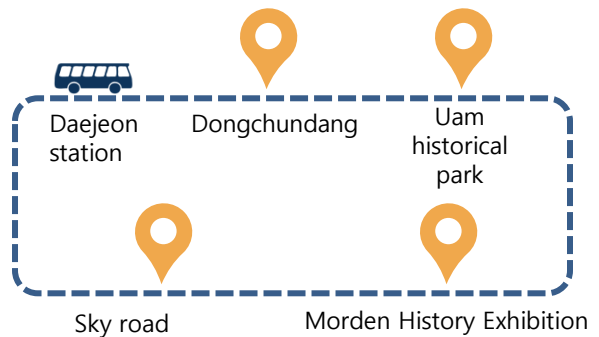 Daejeon
station
Dongchundang
Uam
historical
park
Sky road
Morden History Exhibition